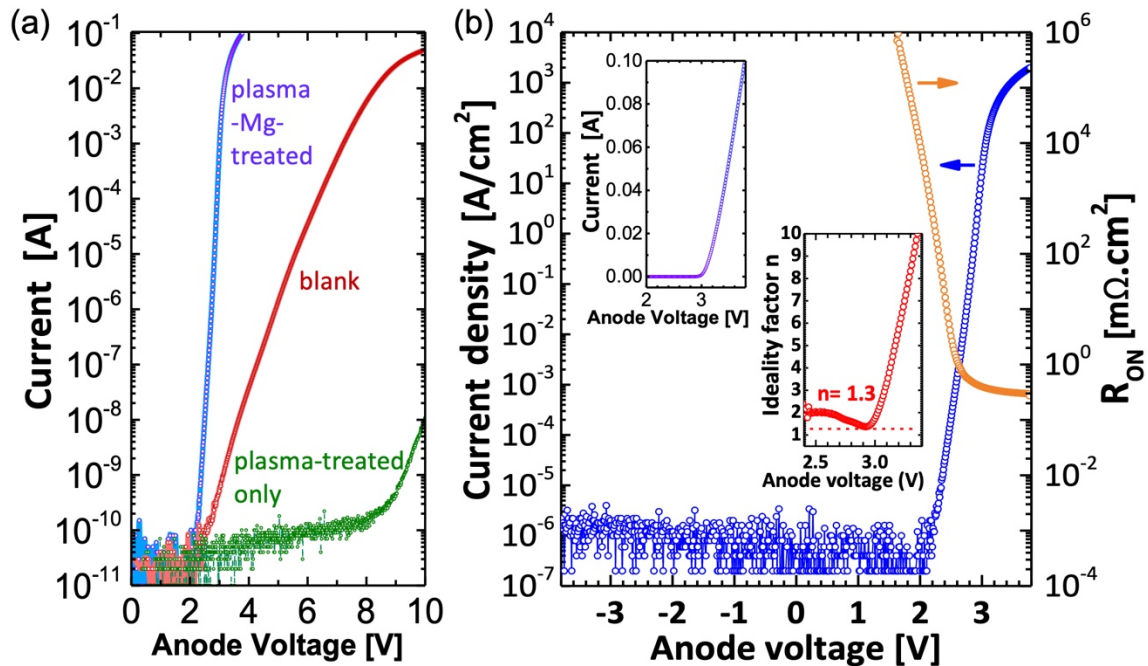 (a)
10⁻¹
10⁻²
10⁻³
10⁻⁴
10⁻⁵
10⁻⁶
10⁻⁷
10⁻⁸
10⁻⁹
10⁻¹⁰
10⁻¹¹
Current [A]
plasma
-Mg-
treated
blank
plasma-treated
only
0 2 4 6 8 10
Anode Voltage [V]
(b)
10⁴
10³
10²
10¹
10⁰
10⁻¹
10⁻²
10⁻³
10⁻⁴
10⁻⁵
10⁻⁶
10⁻⁷
Current density [A/cm²]
0.10
0.08
0.06
0.04
0.02
0.00
Current [A]
2 3
Anode Voltage [V]
10
9
8
7
6
5
4
3
2
1
Ideality factor n
n= 1.3
2.5 3.0
Anode voltage (V)
10⁶
10⁴
10²
10⁰
10⁻²
10⁻⁴
R_ON [mΩ.cm²]
-3 -2 -1 0 1 2 3
Anode voltage [V]